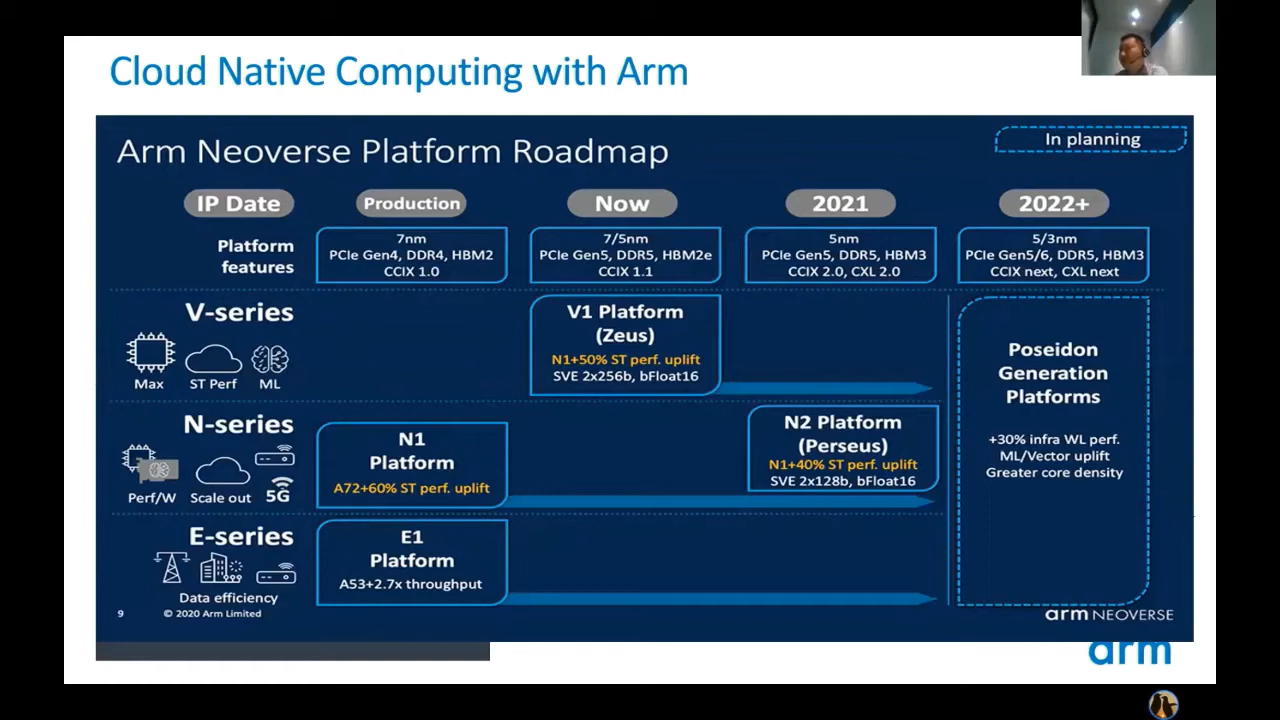 Cloud Native Computing with Arm
Arm Neoverse Platform Roadmap
In planning
IP Date
Production
Now
2021
2022+
Platform
features
7nm
PCIe Gen4, DDR4, HBM2
CCIX 1.0
7/5nm
PCIe Gen5, DDR5, HBM2e
CCIX 1.1
5nm
PCIe Gen5, DDR5, HBM3
CCIX 2.0, CXL 2.0
5/3nm
PCIe Gen5/6, DDR5, HBM3
CCIX next, CXL next
V-series
Max
ST Perf
ML
V1 Platform
(Zeus)
N1+50% ST perf. uplift
SVE 2x256b, bFloat16
Poseidon
Generation
Platforms
+30% infra WL perf.
ML/Vector uplift
Greater core density
N-series
Perf/W
Scale out
5G
N1
Platform
A72+60% ST perf. uplift
N2 Platform
(Perseus)
N1+40% ST perf. uplift
SVE 2x128b, bFloat16
E-series
Data efficiency
E1
Platform
A53+2.7x throughput
9
© 2020 Arm Limited
arm NEOVERSE
arm